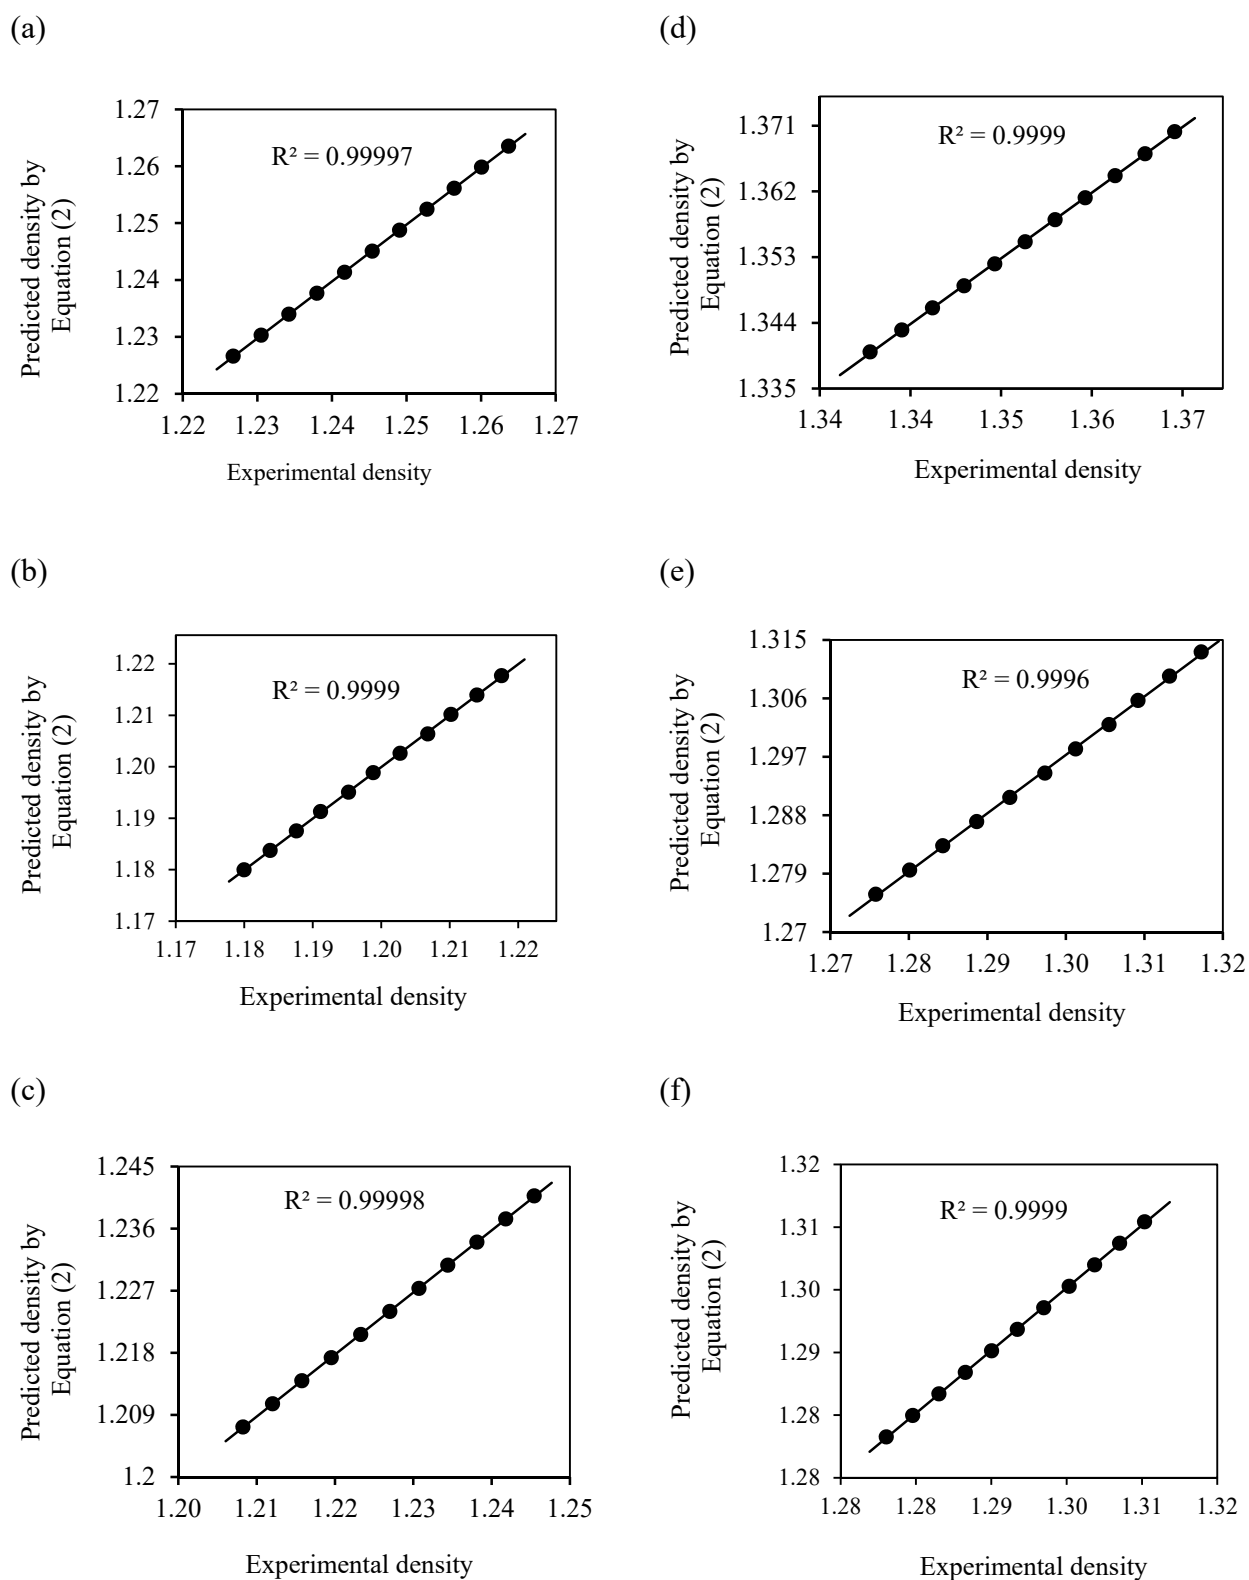 (a)
1.27
1.26
1.25
1.24
1.23
1.22
R² = 0.99997
Predicted density by
Equation (2)
1.22 1.23 1.24 1.25 1.26 1.27
Experimental density
(b)
1.22
1.21
1.20
1.19
1.18
1.17
R² = 0.9999
Predicted density by
Equation (2)
1.17 1.18 1.19 1.20 1.21 1.22
Experimental density
(c)
1.245
1.236
1.227
1.218
1.209
1.2
R² = 0.99998
Predicted density by
Equation (2)
1.20 1.21 1.22 1.23 1.24 1.25
Experimental density
(d)
1.371
1.362
1.353
1.344
1.335
R² = 0.9999
Predicted density by
Equation (2)
1.34 1.34 1.35 1.36 1.37
Experimental density
(e)
1.315
1.306
1.297
1.288
1.279
1.27
R² = 0.9996
Predicted density by
Equation (2)
1.27 1.28 1.29 1.30 1.31 1.32
Experimental density
(f)
1.32
1.31
1.30
1.29
1.28
1.28
R² = 0.9999
Predicted density by
Equation (2)
1.28 1.28 1.29 1.30 1.31 1.32
Experimental density